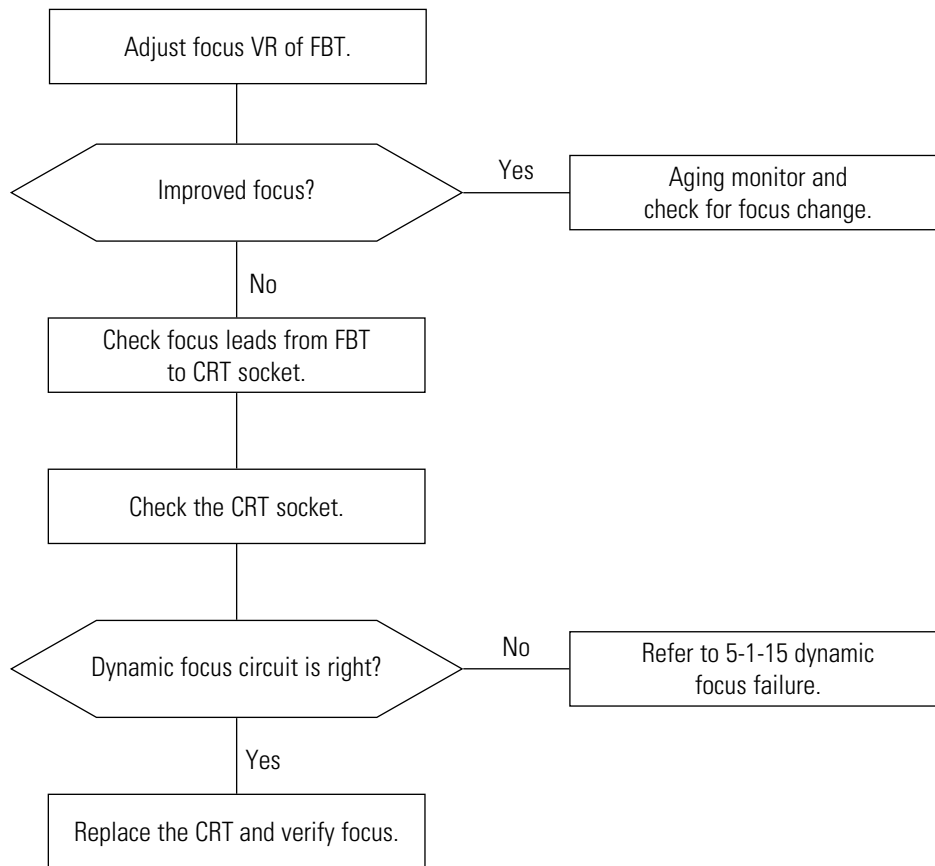 Adjust focus VR of FBT.
Improved focus?
Yes
Aging monitor and
check for focus change.
No
Check focus leads from FBT
to CRT socket.
Check the CRT socket.
Dynamic focus circuit is right?
No
Refer to 5-1-15 dynamic
focus failure.
Yes
Replace the CRT and verify focus.